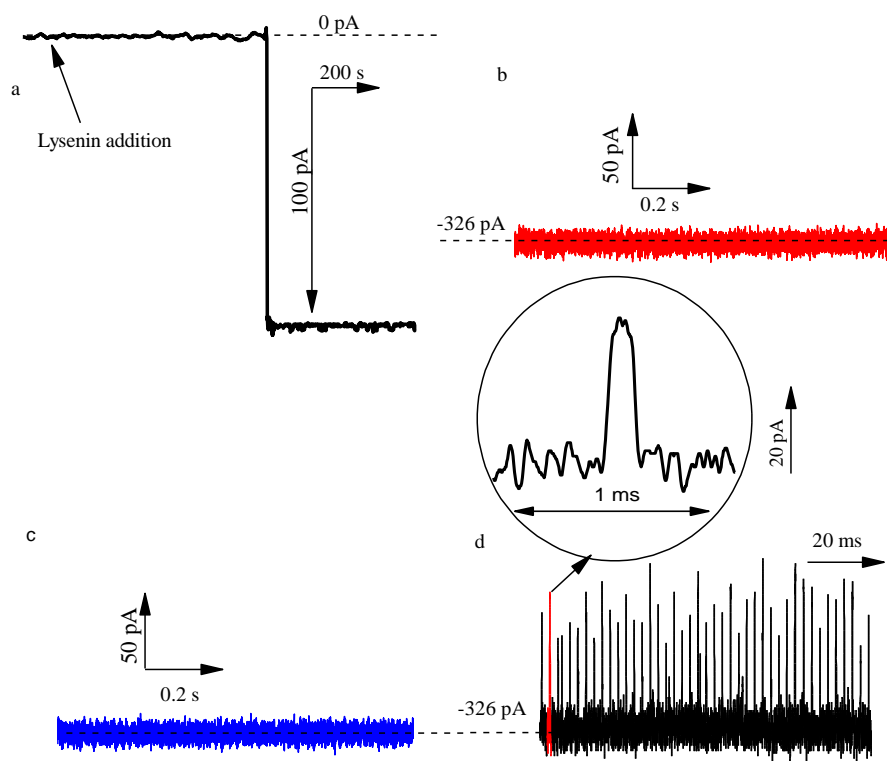 0 pA
200 s
a
b
Lysenin addition
100 pA
50 pA
0.2 s
-326 pA
20 pA
1 ms
c
d
20 ms
50 pA
0.2 s
-326 pA